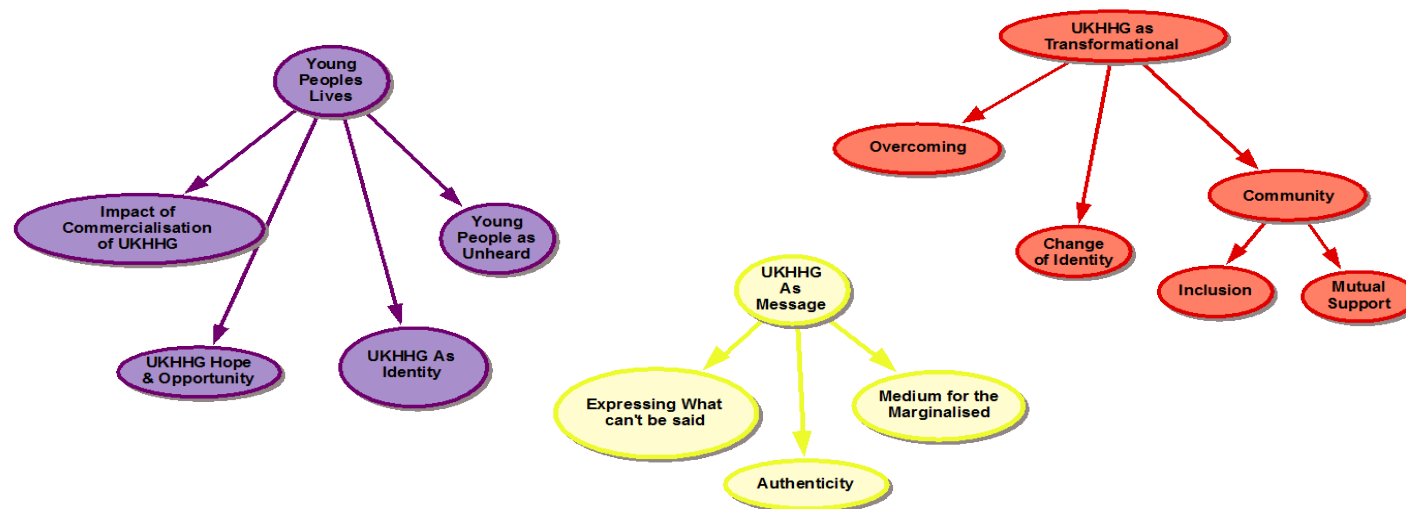 Young
Peoples
Lives
Impact of
Commercialisation
of UKHHG
Young
People as
Unheard
UKHHG Hope
& Opportunity
UKHHG As
Identity
UKHHG
As
Message
Expressing What
can't be said
Medium for the
Marginalised
Authenticity
UKHHG as
Transformational
Overcoming
Community
Change
of Identity
Inclusion
Mutual
Support